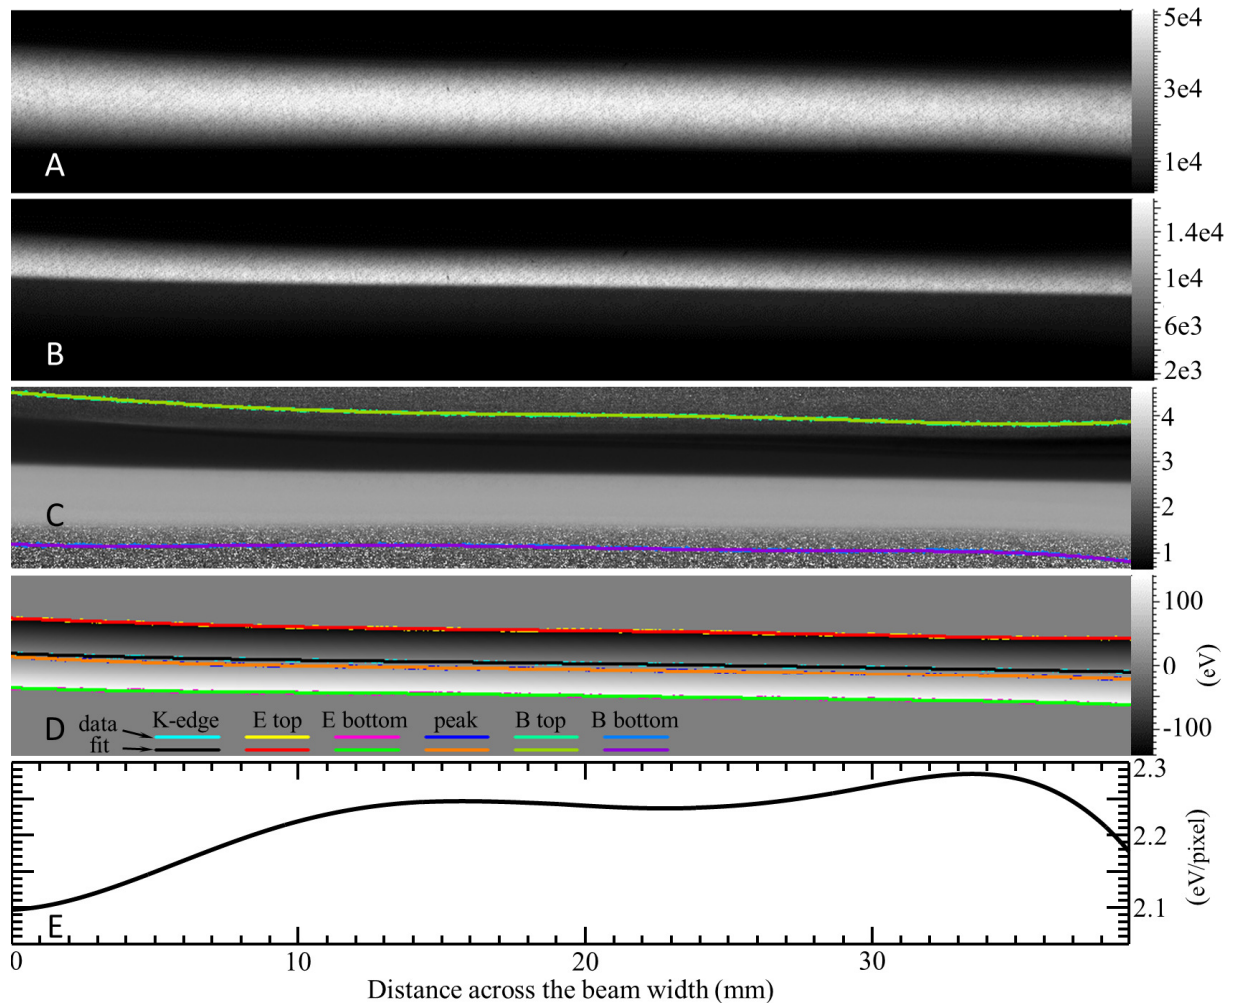 5e4
3e4
1e4
A
1.4e4
1e4
6e3
2e3
B
4
3
2
1
C
100
0
-100
(eV)
D
data
fit
K-edge E top E bottom peak B top B bottom
2.3
2.2
2.1
(eV/pixel)
E
0 10 20 30
Distance across the beam width (mm)